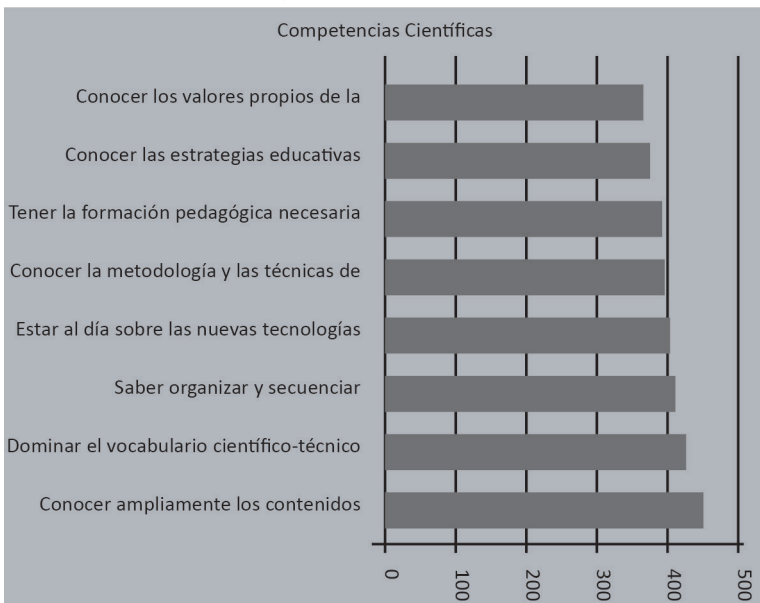 Competencias Científicas
Conocer los valores propios de la
Conocer las estrategias educativas
Tener la formación pedagógica necesaria
Conocer la metodología y las técnicas de
Estar al día sobre las nuevas tecnologías
Saber organizar y secuenciar
Dominar el vocabulario científico-técnico
Conocer ampliamente los contenidos
0 100 200 300 400 500